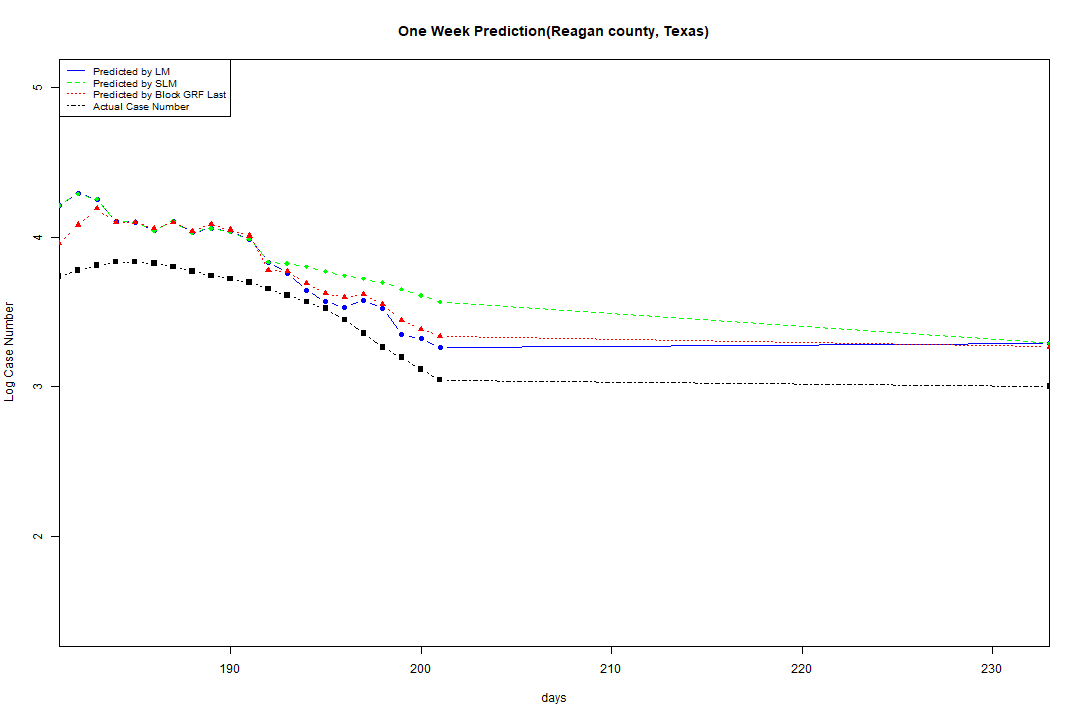 One Week Prediction(Reagan county, Texas)
Predicted by LM
Predicted by SLM
Predicted by Block GRF Last
Actual Case Number
5
4
3
2
Log Case Number
190
200
210
220
230
days